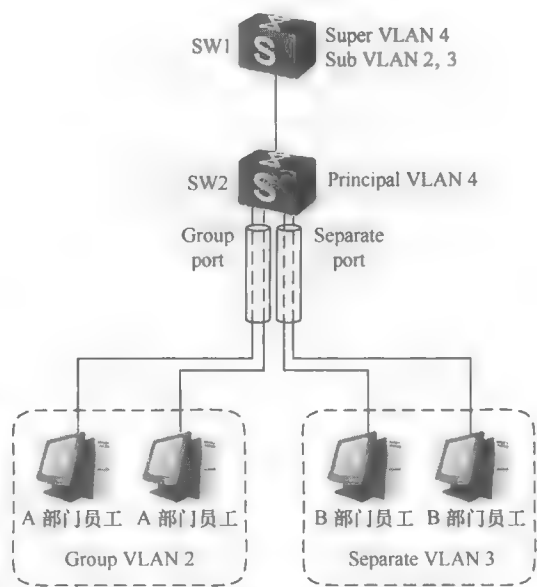 SW1
Super VLAN 4
Sub VLAN 2, 3
SW2
Principal VLAN 4
Group
port
Separate
port
A 部门员工
A 部门员工
B 部门员工
B 部门员工
Group VLAN 2
Separate VLAN 3